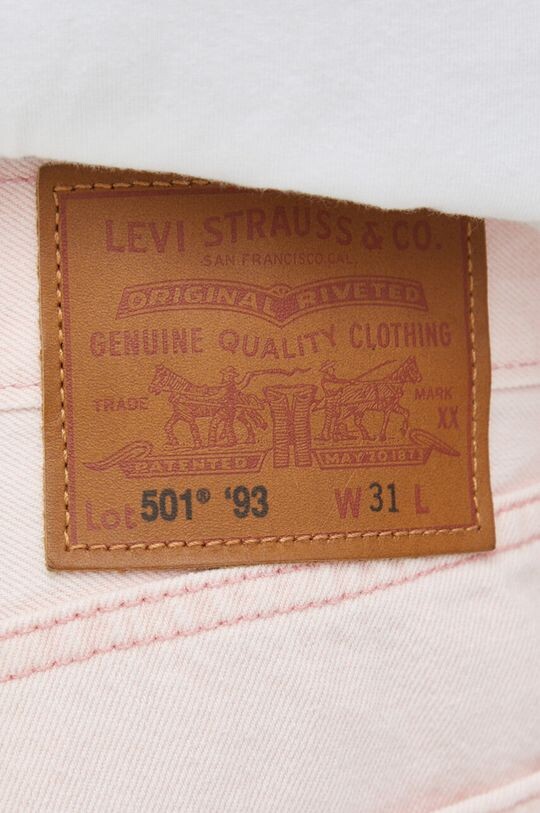 LEVI STRAUSS & CO.
SAN FRANCISCO, CAL.
ORIGINAL RIVETED
GENUINE QUALITY CLOTHING
TRADE MARK
XX
PATENTED MAY 20 187
Lot 501® '93 W 31 L